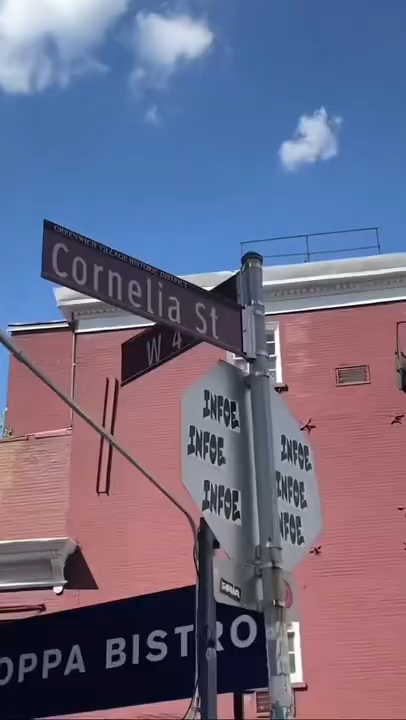 GREENWICH VILLAGE HISTORIC DISTRICT
Cornelia St
W 4
INFOE
INFOE
INFOE
INFOE
INFOE
INFOE
OPPA BISTRO